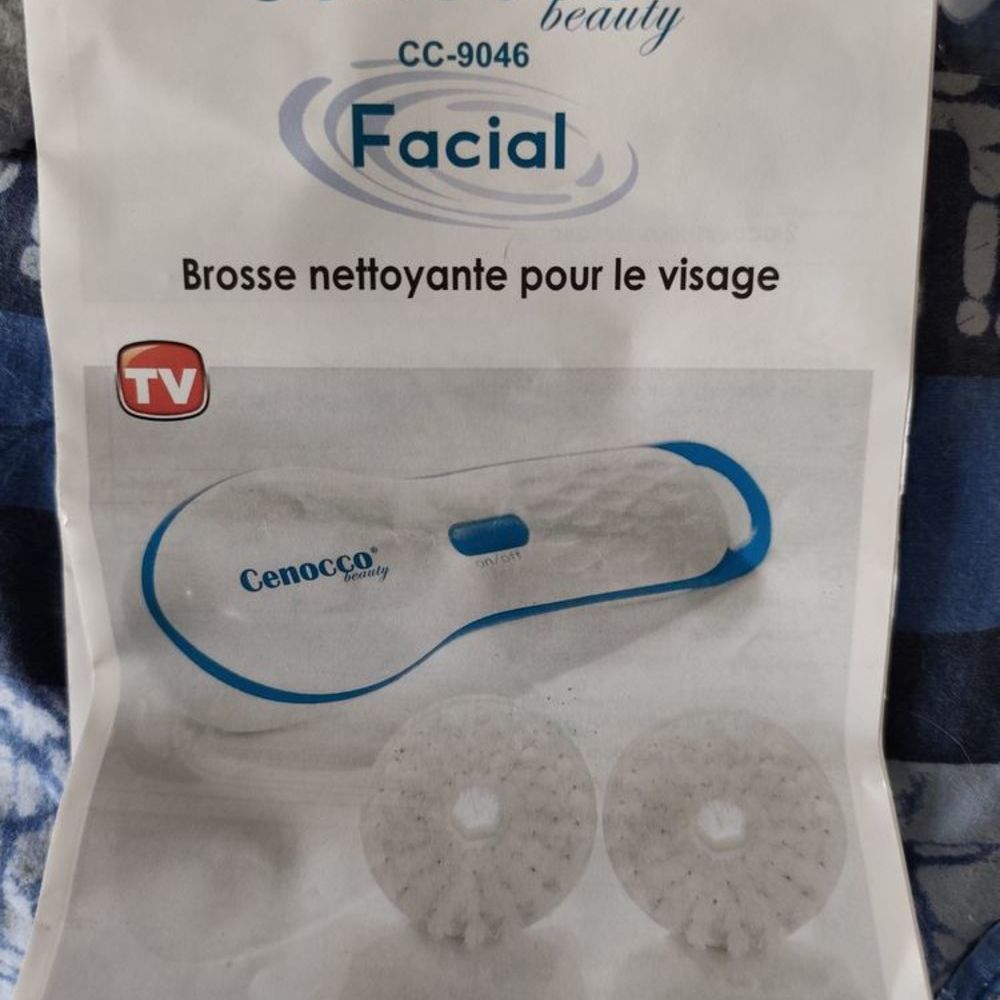 beauty
CC-9046
Facial
Brosse nettoyante pour le visage
TV
Cenocco®
beauty
on/off